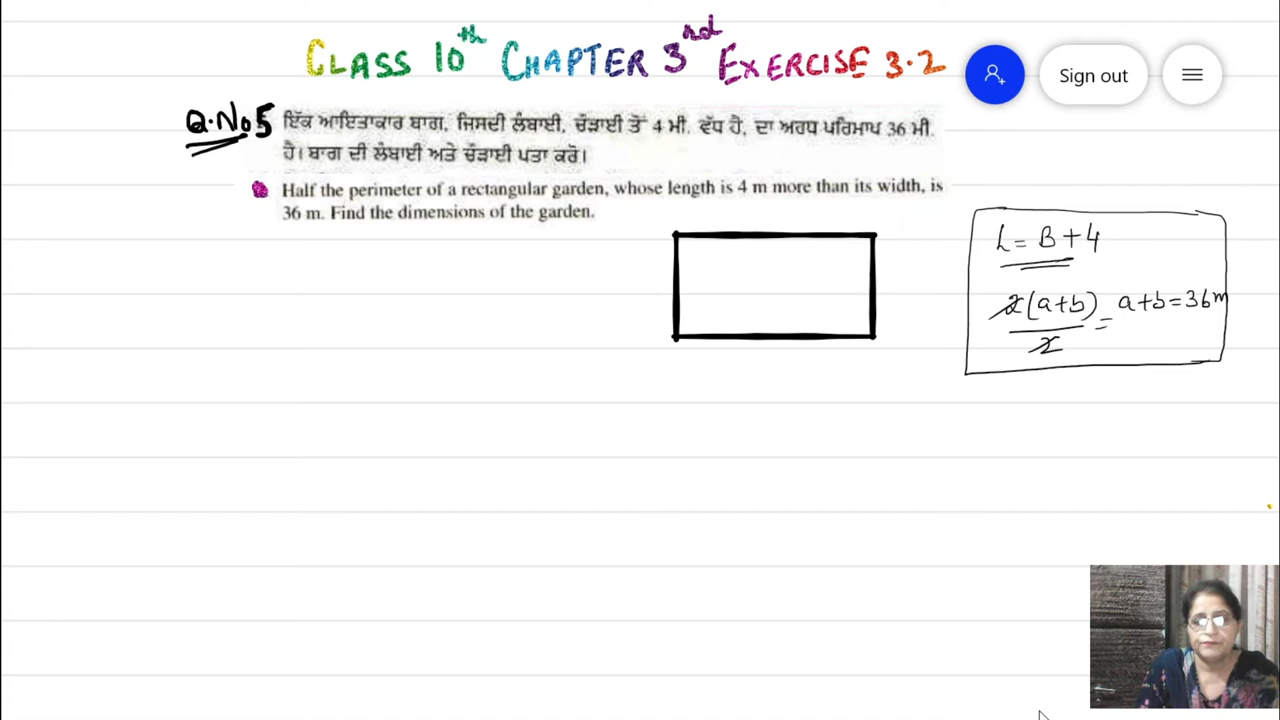 CLASS 10th CHAPTER 3rd EXERCISE 3.2
Sign out
Q.No 5 ਇੱਕ ਆਇਤਾਕਾਰ ਬਾਗ, ਜਿਸਦੀ ਲੰਬਾਈ, ਚੌੜਾਈ ਤੋਂ 4 ਮੀ. ਵੱਧ ਹੈ, ਦਾ ਅਰਧ ਪਰਿਮਾਪ 36 ਮੀ.
ਹੈ। ਬਾਗ ਦੀ ਲੰਬਾਈ ਅਤੇ ਚੌੜਾਈ ਪਤਾ ਕਰੋ।
Half the perimeter of a rectangular garden, whose length is 4 m more than its width, is
36 m. Find the dimensions of the garden.
L = B + 4
2(a+b) = a+b = 36m
2